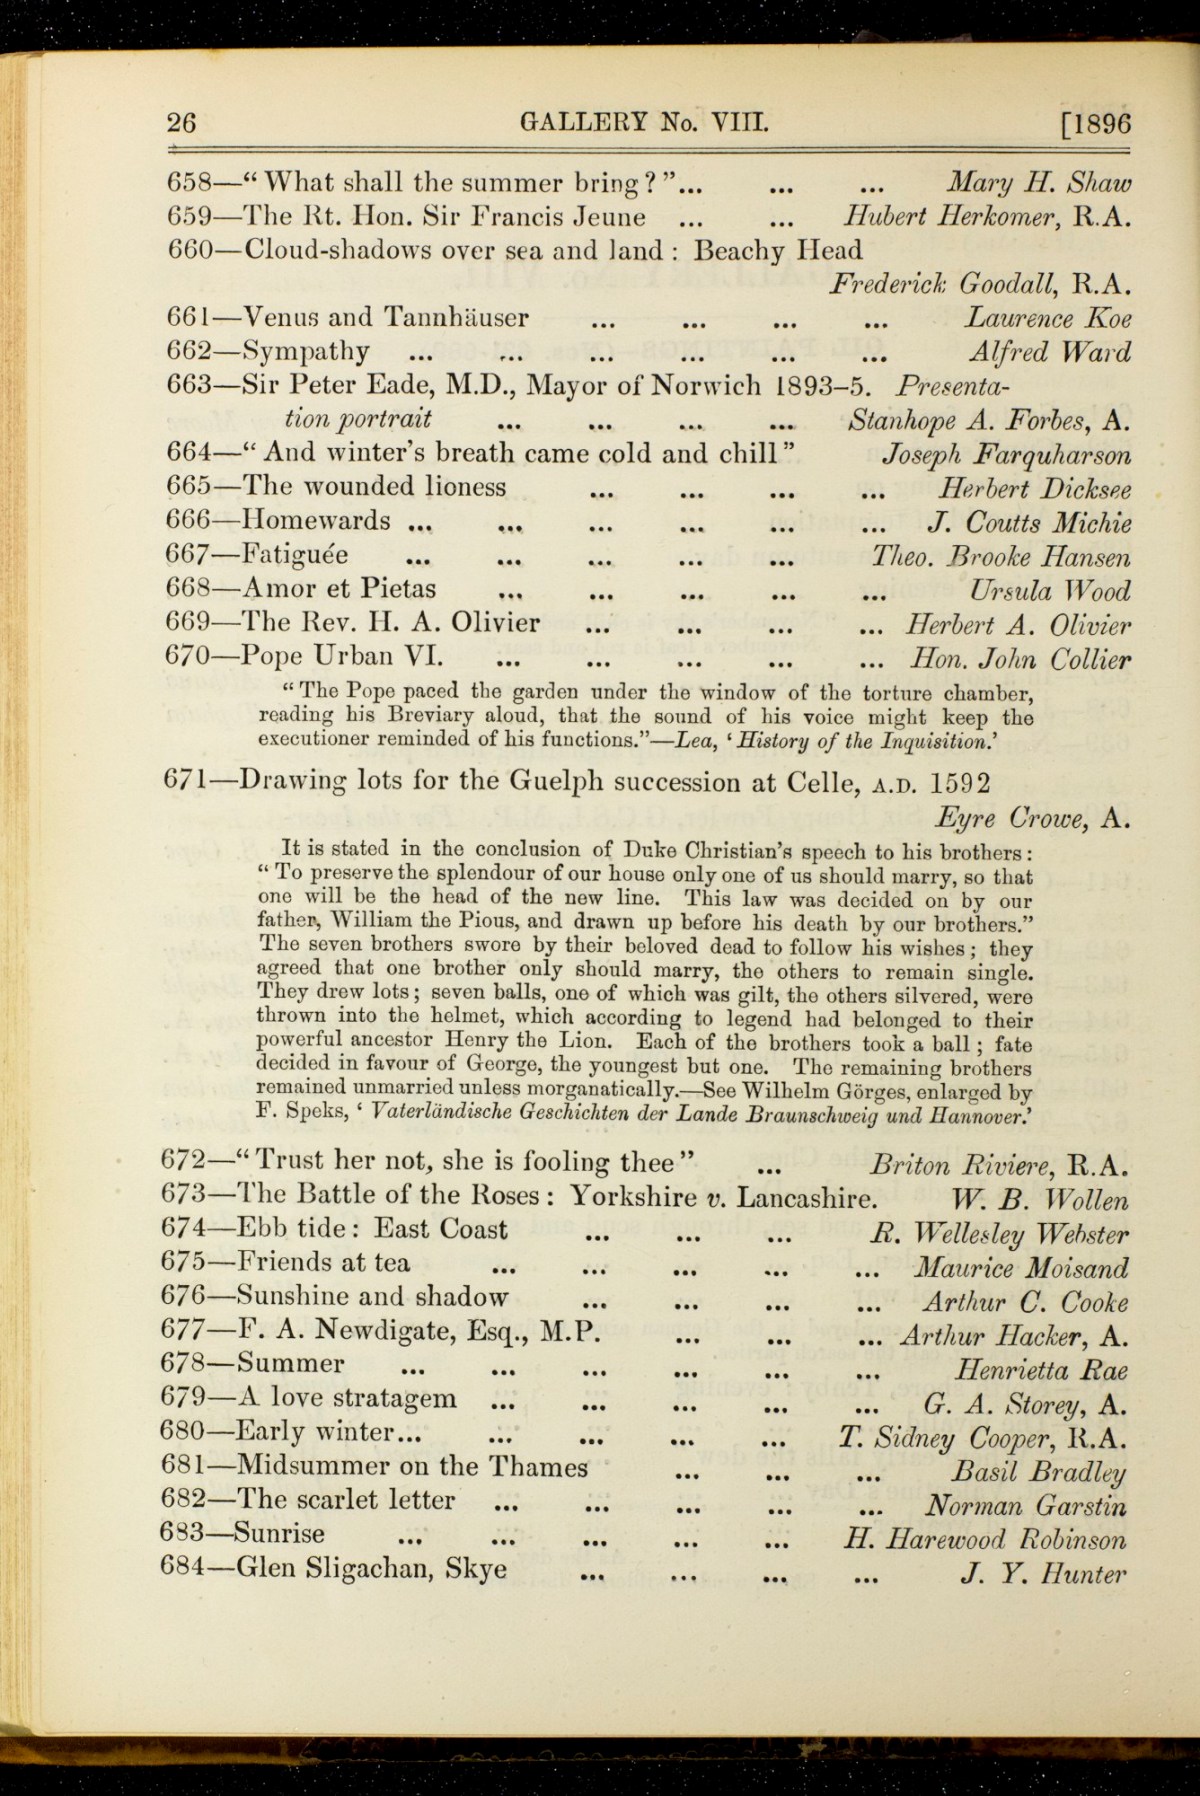 26 GALLERY No. VIII. [1896
658—“What shall the summer bring?”... ... ... Mary H. Shaw
659—The Rt. Hon. Sir Francis Jeune ... ... Hubert Herkomer, R.A.
660—Cloud-shadows over sea and land : Beachy Head
Frederick Goodall, R.A.
661—Venus and Tannhäuser ... ... ... ... Laurence Koe
662—Sympathy ... ... ... ... ... ... Alfred Ward
663—Sir Peter Eade, M.D., Mayor of Norwich 1893–5. Presenta-
tion portrait ... ... ... ... Stanhope A. Forbes, A.
664—“And winter’s breath came cold and chill” Joseph Farquharson
665—The wounded lioness ... ... ... ... Herbert Dicksee
666—Homewards ... ... ... ... ... ... J. Coutts Michie
667—Fatiguée ... ... ... ... ... Theo. Brooke Hansen
668—Amor et Pietas ... ... ... ... ... Ursula Wood
669—The Rev. H. A. Olivier ... ... ... ... Herbert A. Olivier
670—Pope Urban VI. ... ... ... ... ... Hon. John Collier
“The Pope paced the garden under the window of the torture chamber,
reading his Breviary aloud, that the sound of his voice might keep the
executioner reminded of his functions.”—Lea, ‘History of the Inquisition.’
671—Drawing lots for the Guelph succession at Celle, A.D. 1592
Eyre Crowe, A.
It is stated in the conclusion of Duke Christian’s speech to his brothers:
“To preserve the splendour of our house only one of us should marry, so that
one will be the head of the new line. This law was decided on by our
father, William the Pious, and drawn up before his death by our brothers.”
The seven brothers swore by their beloved dead to follow his wishes; they
agreed that one brother only should marry, the others to remain single.
They drew lots; seven balls, one of which was gilt, the others silvered, were
thrown into the helmet, which according to legend had belonged to their
powerful ancestor Henry the Lion. Each of the brothers took a ball; fate
decided in favour of George, the youngest but one. The remaining brothers
remained unmarried unless morganatically.—See Wilhelm Görges, enlarged by
F. Speks, ‘Vaterländische Geschichten der Lande Braunschweig und Hannover.’
672—“Trust her not, she is fooling thee” ... Briton Riviere, R.A.
673—The Battle of the Roses: Yorkshire v. Lancashire. W. B. Wollen
674—Ebb tide: East Coast ... ... ... R. Wellesley Webster
675—Friends at tea ... ... ... ... ... Maurice Moisand
676—Sunshine and shadow ... ... ... ... Arthur C. Cooke
677—F. A. Newdigate, Esq., M.P. ... ... ... Arthur Hacker, A.
678—Summer ... ... ... ... ... ... Henrietta Rae
679—A love stratagem ... ... ... ... ... G. A. Storey, A.
680—Early winter... ... ... ... ... T. Sidney Cooper, R.A.
681—Midsummer on the Thames ... ... ... Basil Bradley
682—The scarlet letter ... ... ... ... ... Norman Garstin
683—Sunrise ... ... ... ... ... H. Harewood Robinson
684—Glen Sligachan, Skye ... ... ... ... J. Y. Hunter